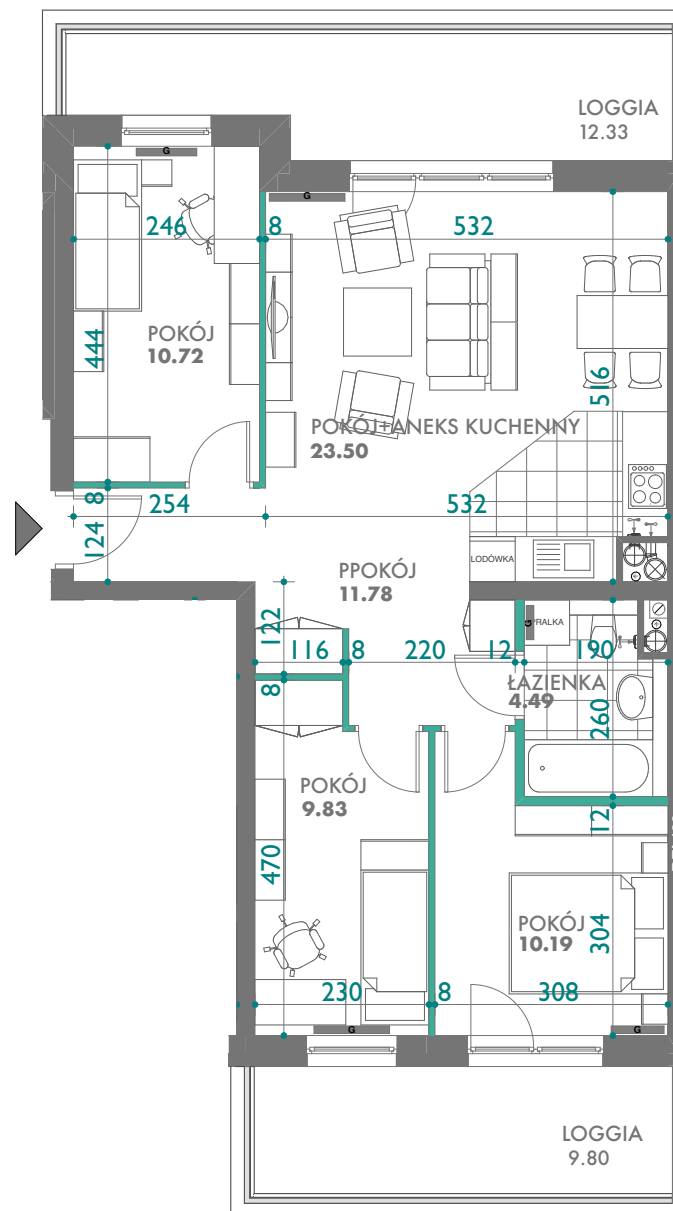 LOGGIA
12.33
G
G
246
8
532
POKÓJ
10.72
444
516
POKÓJ+ANEKS KUCHENNY
23.50
8
254
532
124
LODÓWKA
PPOKÓJ
11.78
122
G
PRALKA
116
8
220
12
190
ŁAZIENKA
4.49
8
260
POKÓJ
9.83
12
470
POKÓJ
10.19
304
230
8
308
G
G
LOGGIA
9.80